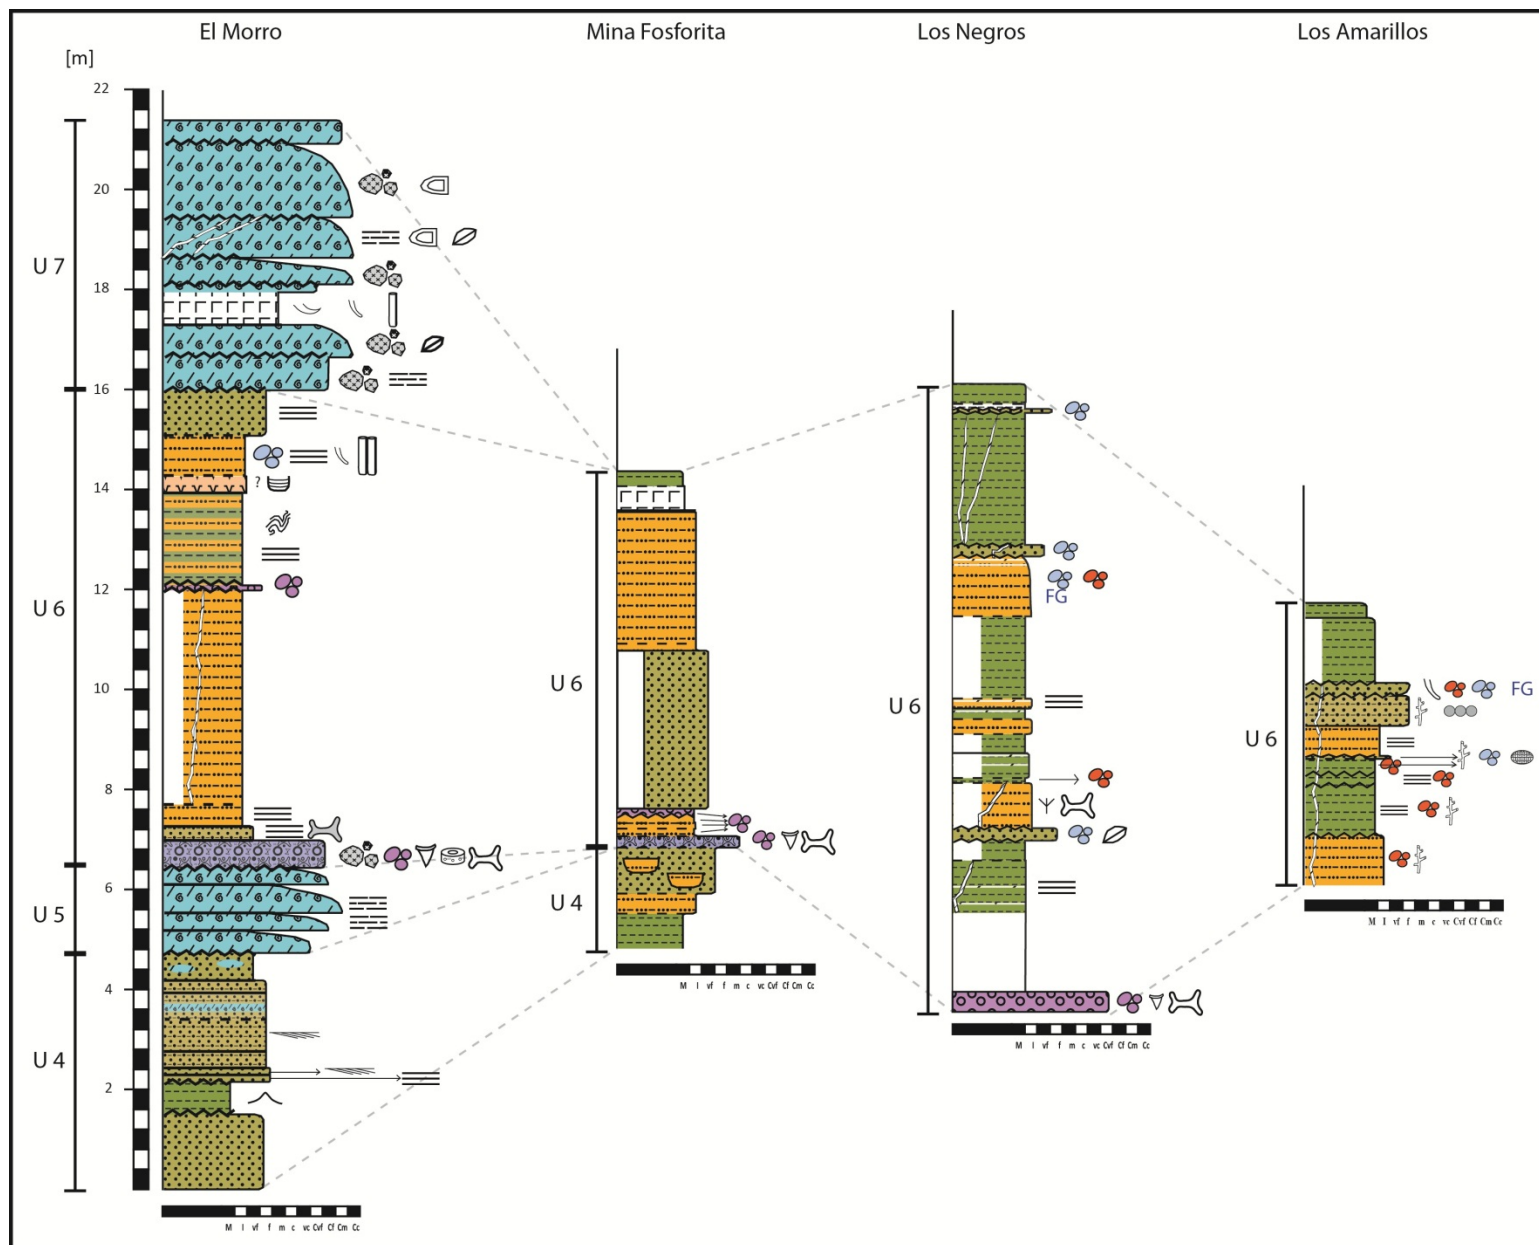 El Morro Mina Fosforita Los Negros Los Amarillos
[m]
22
20
U 7
18
16
14
?
12
FG
U 6
U 6
10
FG
U 6
U 6
8
6
U 5
U 4
M l vf f m c vc Cvf Cf Cm Cc
4
M l vf f m c vc Cvf Cf Cm Cc
U 4
M l vf f m c vc Cvf Cf Cm Cc
2
M l vf f m c vc Cvf Cf Cm Cc